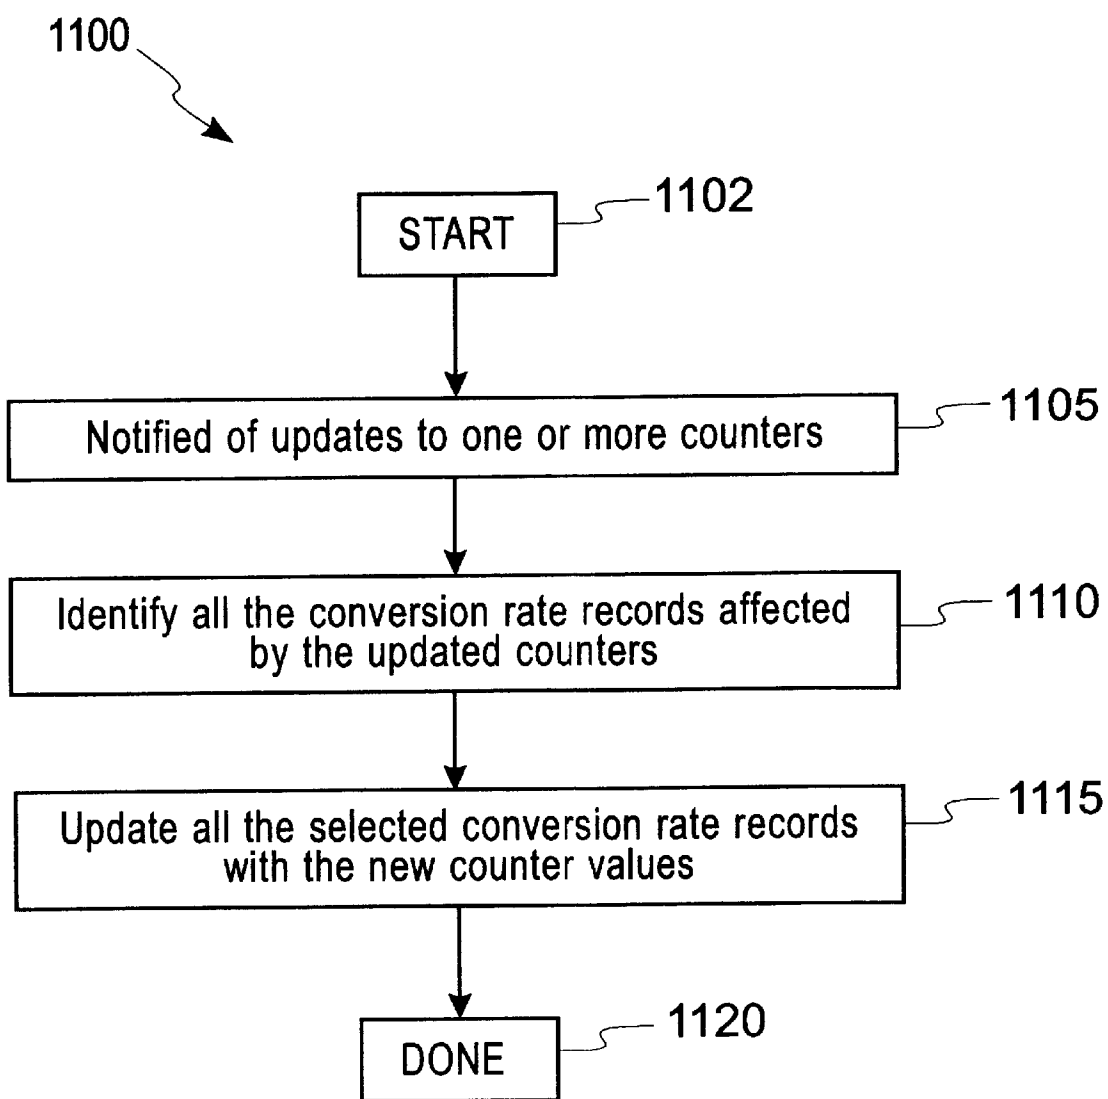 1100
START
1102
Notified of updates to one or more counters
1105
Identify all the conversion rate records affected
by the updated counters
1110
Update all the selected conversion rate records
with the new counter values
1115
DONE
1120